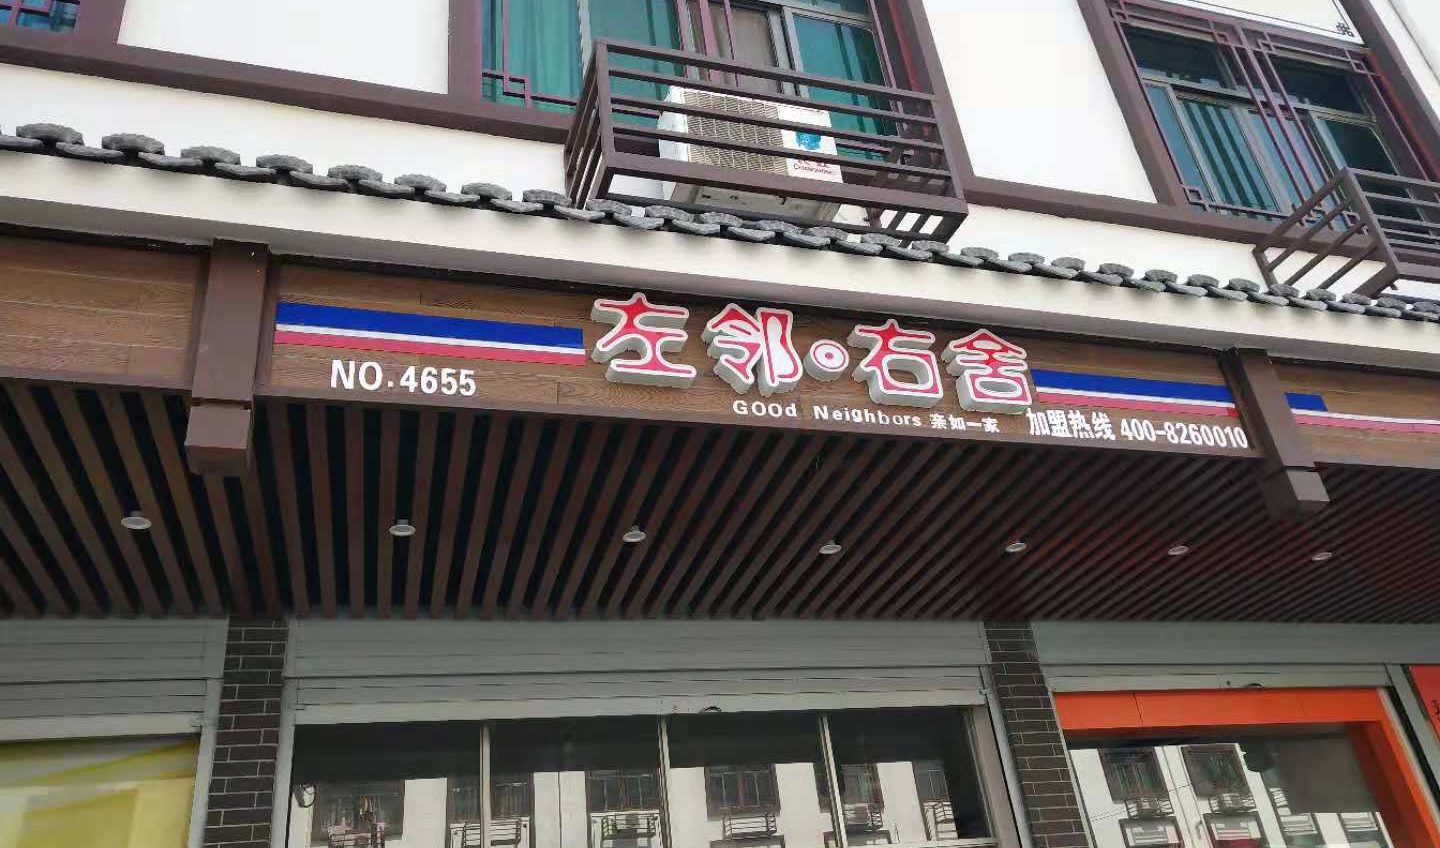 左邻·右舍
NO.4655
GOOd Neighbors 亲如一家
加盟热线 400-8260010